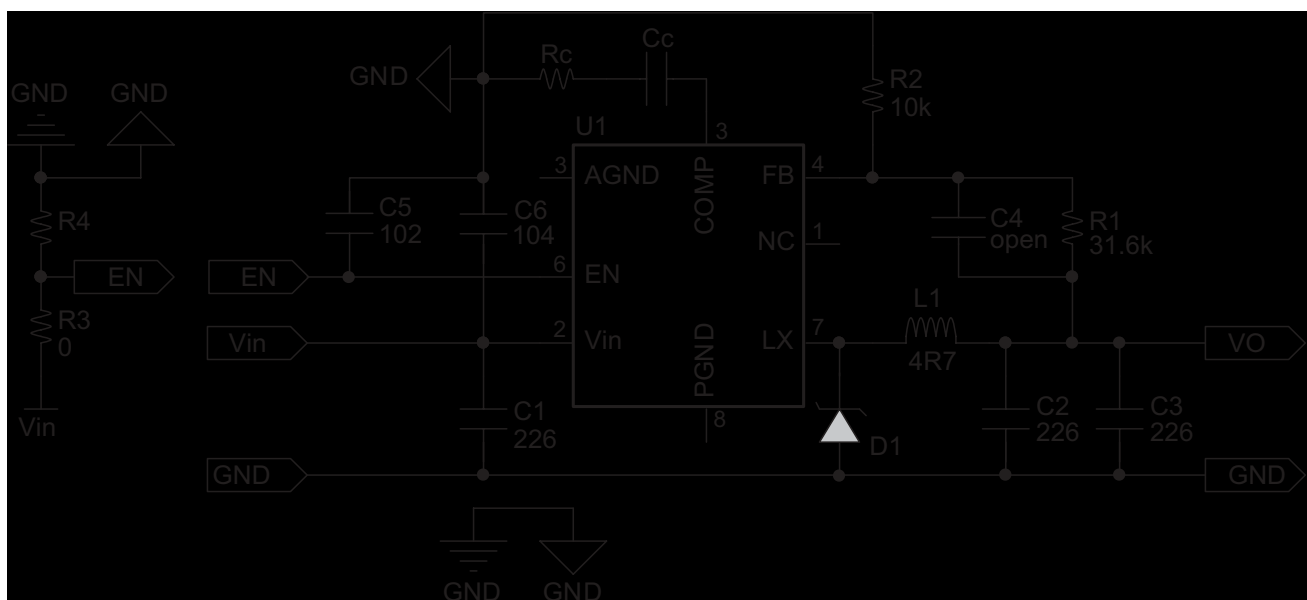 Cc
Rc
GND
R2
10k
GND
GND
U1
3
3
AGND
COMP
FB
4
C5
102
C6
104
R4
C4
open
R1
31.6k
NC
1
EN
EN
6
EN
L1
4R7
R3
0
Vin
2
Vin
PGND
LX
7
VO
Vin
C1
226
8
D1
C2
226
C3
226
GND
GND
GND
GND